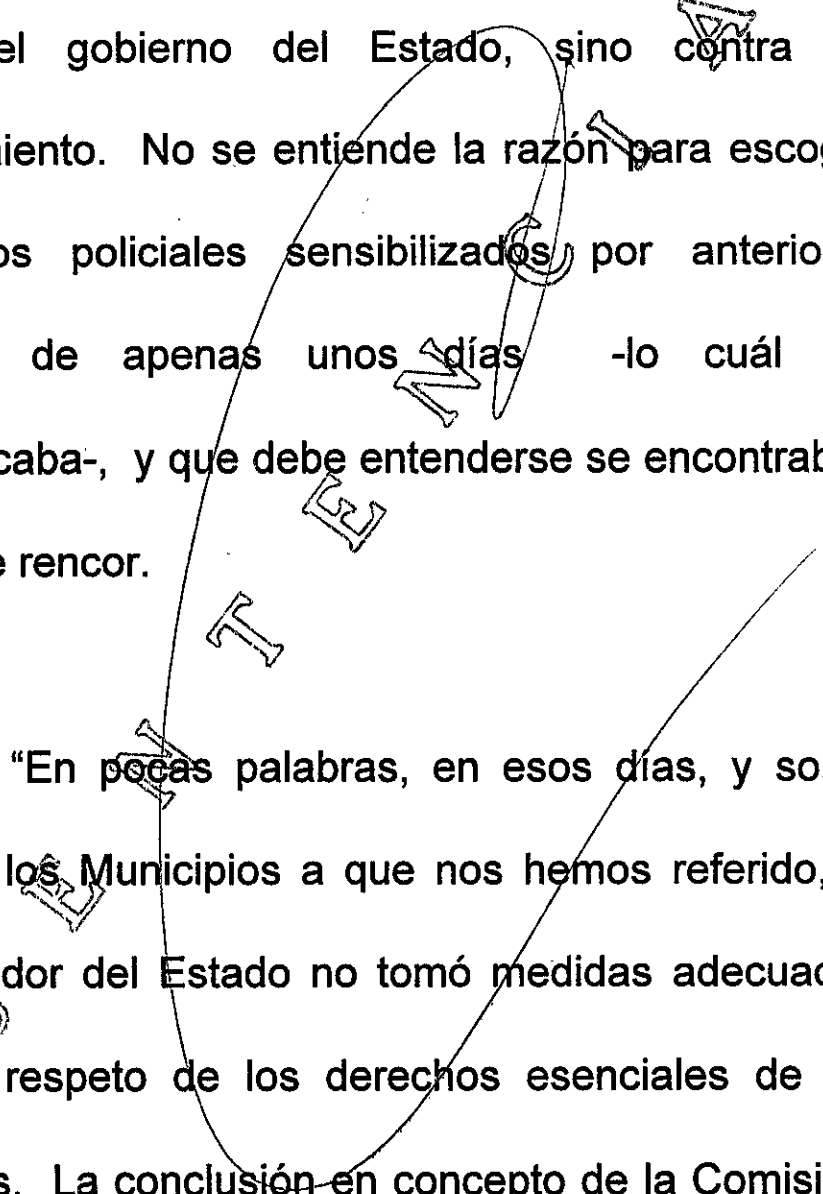 el gobierno del Estado, sino contra
iento. No se entiende la razón para escog
os policiales sensibilizados por anterio
de apenas unos días -lo cuál
caba-, y que debe entenderse se encontrab
e rencor.
“En pocas palabras, en esos días, y so
los Municipios a que nos hemos referido,
dor del Estado no tomó medidas adecuad
respeto de los derechos esenciales de
s. La conclusión en concepto de la Comisi
E N T E N C I A